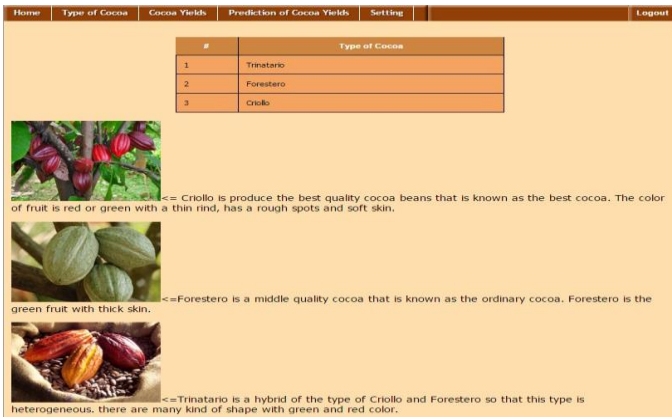 Home Type of Cocoa Cocoa Yields Prediction of Cocoa Yields Setting Logout
# Type of Cocoa
1 Trinatario
2 Forestero
3 Criollo
<= Criollo is produce the best quality cocoa beans that is known as the best cocoa. The color
of fruit is red or green with a thin rind, has a rough spots and soft skin.
<=Forestero is a middle quality cocoa that is known as the ordinary cocoa. Forestero is the
green fruit with thick skin.
<=Trinatario is a hybrid of the type of Criollo and Forestero so that this type is
heterogeneous. there are many kind of shape with green and red color.